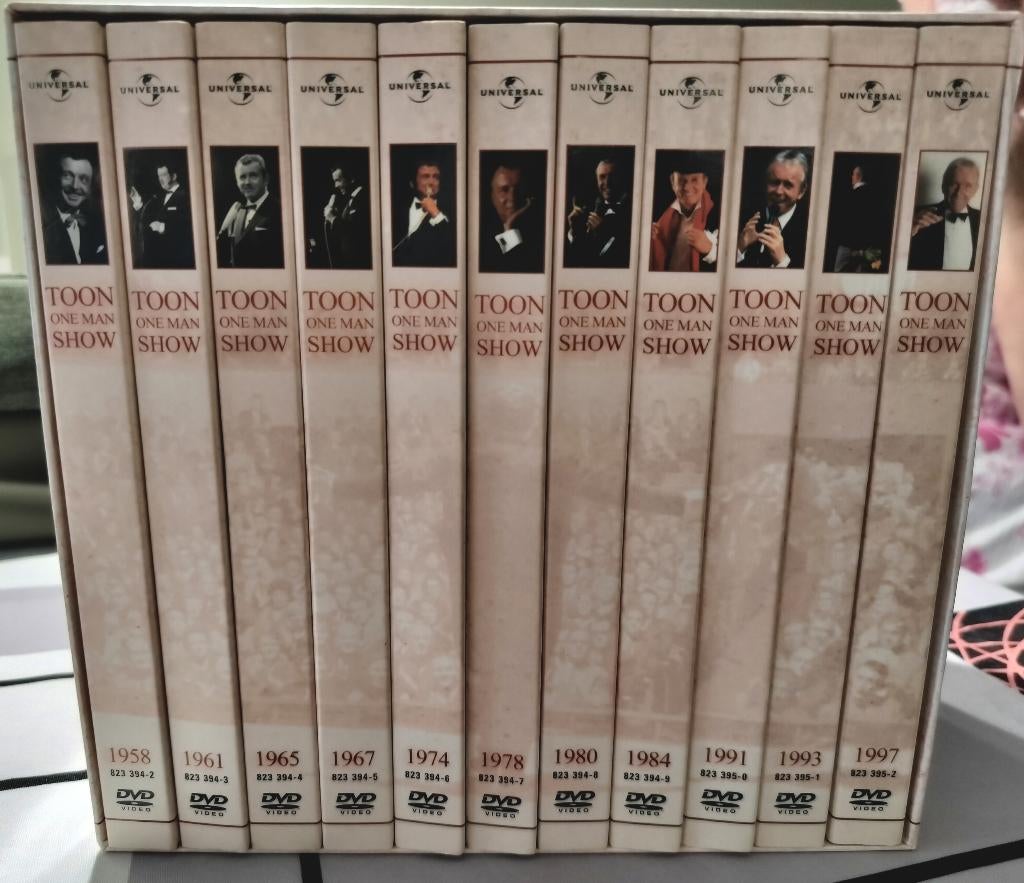 UNIVERSAL
TOON
ONE MAN
SHOW
1958
823 394-2
DVD
VIDEO
UNIVERSAL
TOON
ONE MAN
SHOW
1961
823 394-3
DVD
VIDEO
UNIVERSAL
TOON
ONE MAN
SHOW
1965
823 394-4
DVD
VIDEO
UNIVERSAL
TOON
ONE MAN
SHOW
1967
823 394-5
DVD
VIDEO
UNIVERSAL
TOON
ONE MAN
SHOW
1974
823 394-6
DVD
VIDEO
UNIVERSAL
TOON
ONE MAN
SHOW
1978
823 394-7
DVD
VIDEO
UNIVERSAL
TOON
ONE MAN
SHOW
1980
823 394-8
DVD
VIDEO
UNIVERSAL
TOON
ONE MAN
SHOW
1984
823 394-9
DVD
VIDEO
UNIVERSAL
TOON
ONE MAN
SHOW
1991
823 395-0
DVD
VIDEO
UNIVERSAL
TOON
ONE MAN
SHOW
1993
823 395-1
DVD
VIDEO
UNIVERSAL
TOON
ONE MAN
SHOW
1997
823 395-2
DVD
VIDEO